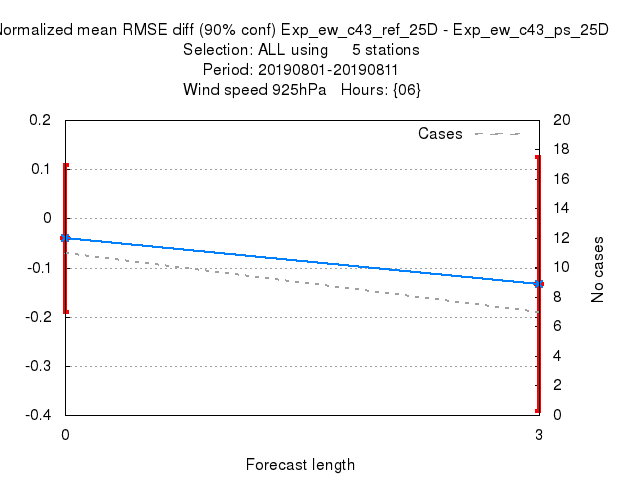 Normalized mean RMSE diff (90% conf) Exp_ew_c43_ref_25D - Exp_ew_c43_ps_25D
Selection: ALL using 5 stations
Period: 20190801-20190811
Wind speed 925hPa Hours: {06}
Cases
0.2
0.1
0
-0.1
-0.2
-0.3
-0.4
20
18
16
14
12
10
8
6
4
2
0
No cases
0 3
Forecast length